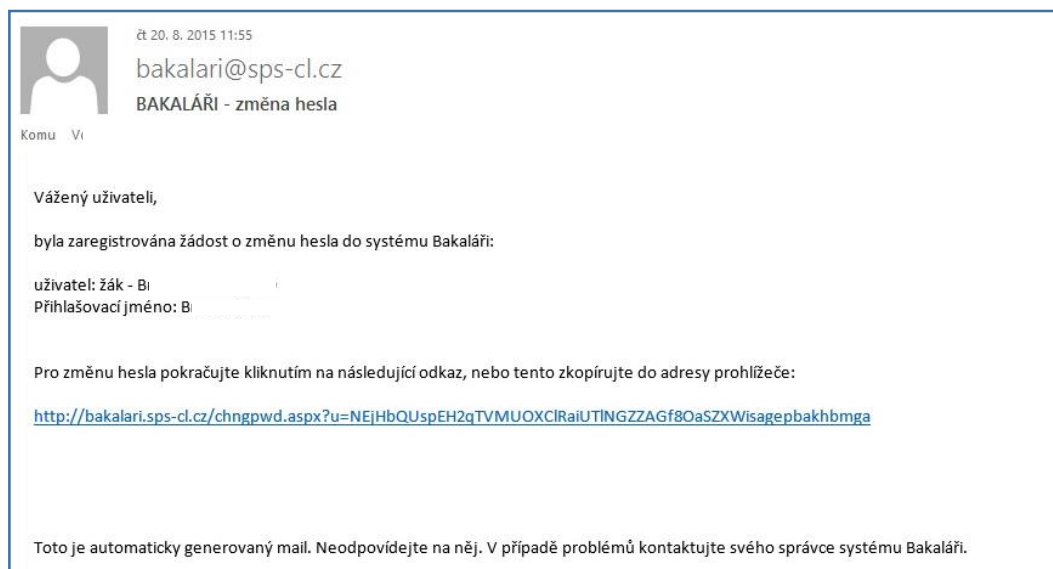 čt 20. 8. 2015 11:55
bakalari@sps-cl.cz
BAKALÁŘI - změna hesla
Komu
Vážený uživateli,
byla zaregistrována žádost o změnu hesla do systému Bakaláři:
uživatel: žák -
Přihlašovací jméno:
Pro změnu hesla pokračujte kliknutím na následující odkaz, nebo tento zkopírujte do adresy prohlížeče:
http://bakalari.sps-cl.cz/chngpwd.aspx?u=NEjHbQUspEH2qTVMUOXClRaiUTlNGZZAGf8OaSZXWisagepbakhbmga
Toto je automaticky generovaný mail. Neodpovídejte na něj. V případě problémů kontaktujte svého správce systému Bakaláři.